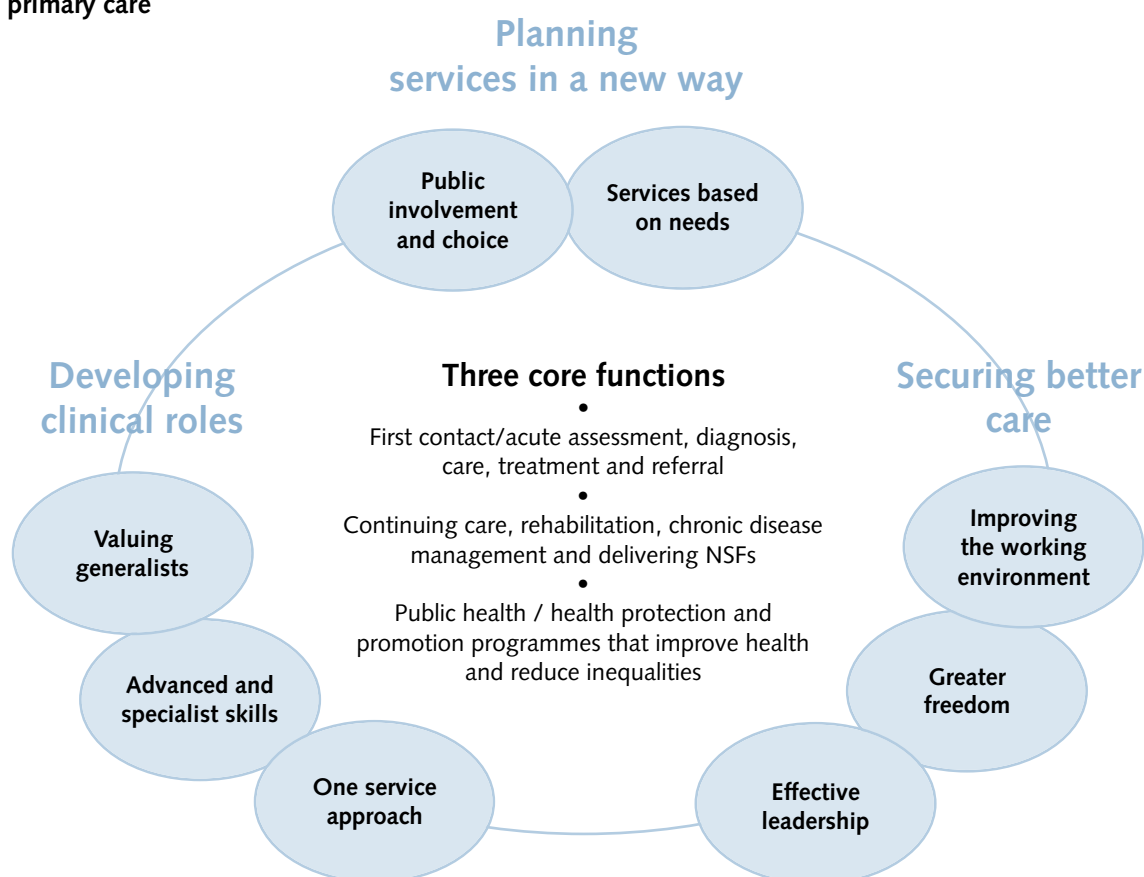 primary care
Planning
services in a new way
Public
involvement
and choice
Services based
on needs
Developing
clinical roles
Three core functions
•
First contact/acute assessment, diagnosis,
care, treatment and referral
•
Continuing care, rehabilitation, chronic disease
management and delivering NSFs
•
Public health / health protection and
promotion programmes that improve health
and reduce inequalities
Securing better
care
Valuing
generalists
Advanced and
specialist skills
One service
approach
Improving
the working
environment
Greater
freedom
Effective
leadership